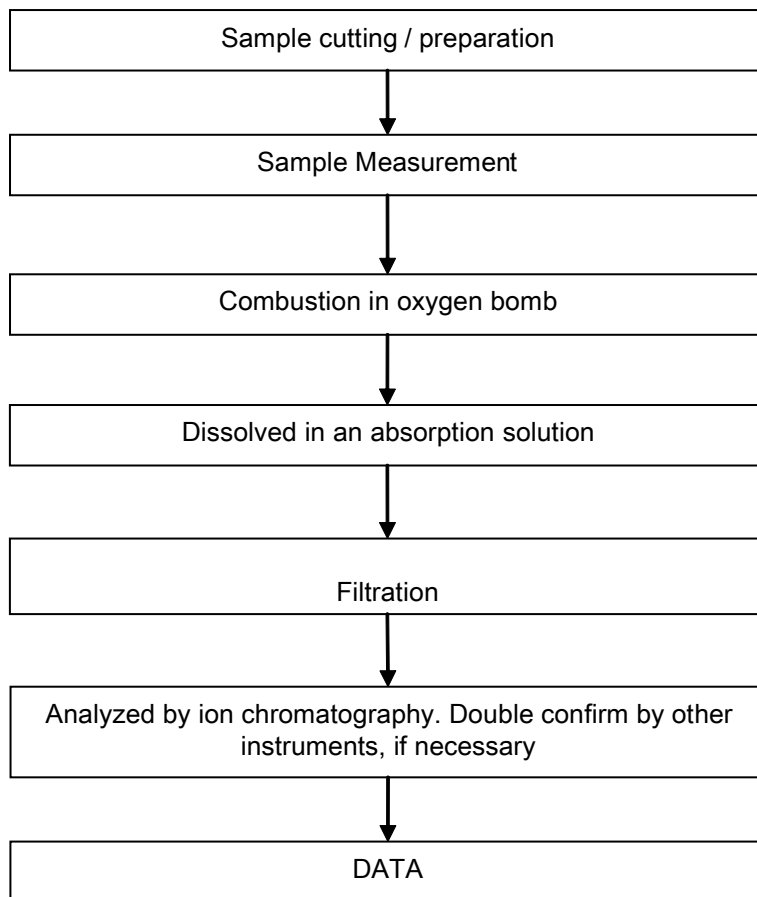 Sample cutting / preparation
Sample Measurement
Combustion in oxygen bomb
Dissolved in an absorption solution
Filtration
Analyzed by ion chromatography. Double confirm by other
instruments, if necessary
DATA